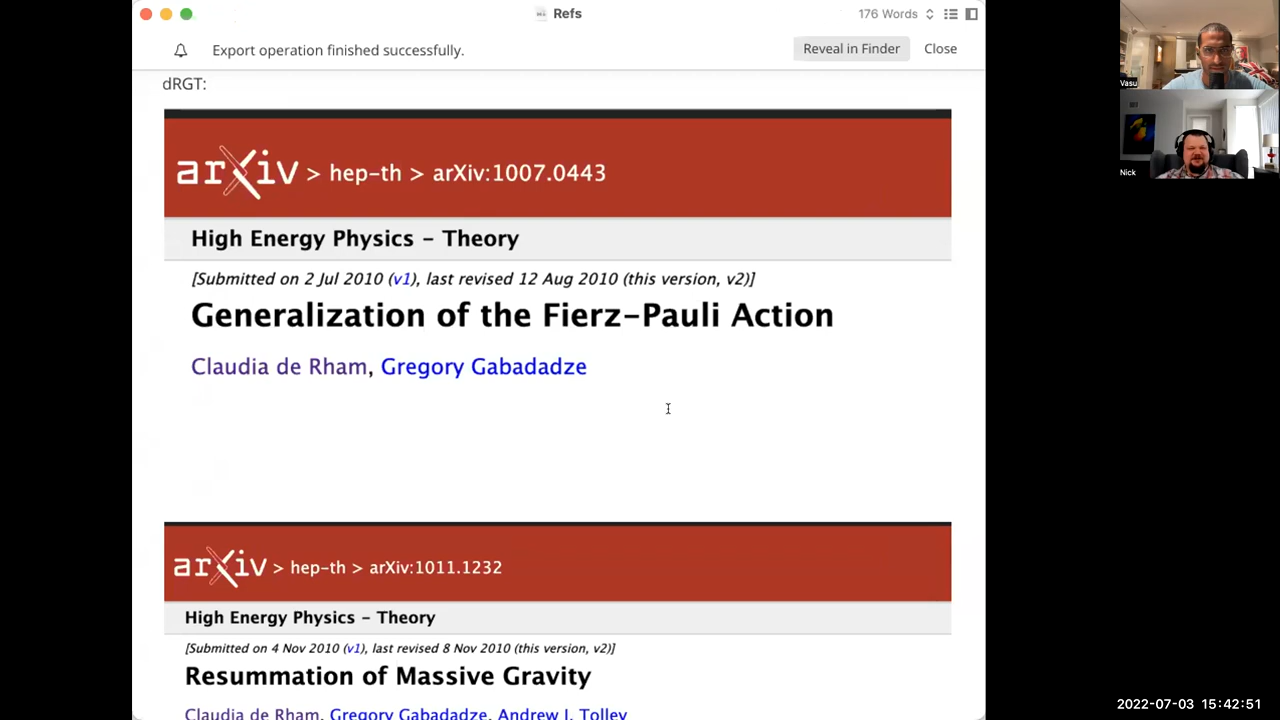 Refs
176 Words
Export operation finished successfully.
Reveal in Finder
Close
dRGT:
arXiv > hep-th > arXiv:1007.0443
High Energy Physics – Theory
[Submitted on 2 Jul 2010 (v1), last revised 12 Aug 2010 (this version, v2)]
Generalization of the Fierz-Pauli Action
Claudia de Rham, Gregory Gabadadze
arXiv > hep-th > arXiv:1011.1232
High Energy Physics – Theory
[Submitted on 4 Nov 2010 (v1), last revised 8 Nov 2010 (this version, v2)]
Resummation of Massive Gravity
Claudia de Rham, Gregory Gabadadze, Andrew J. Tolley
Vasu
Nick
2022-07-03 15:42:51